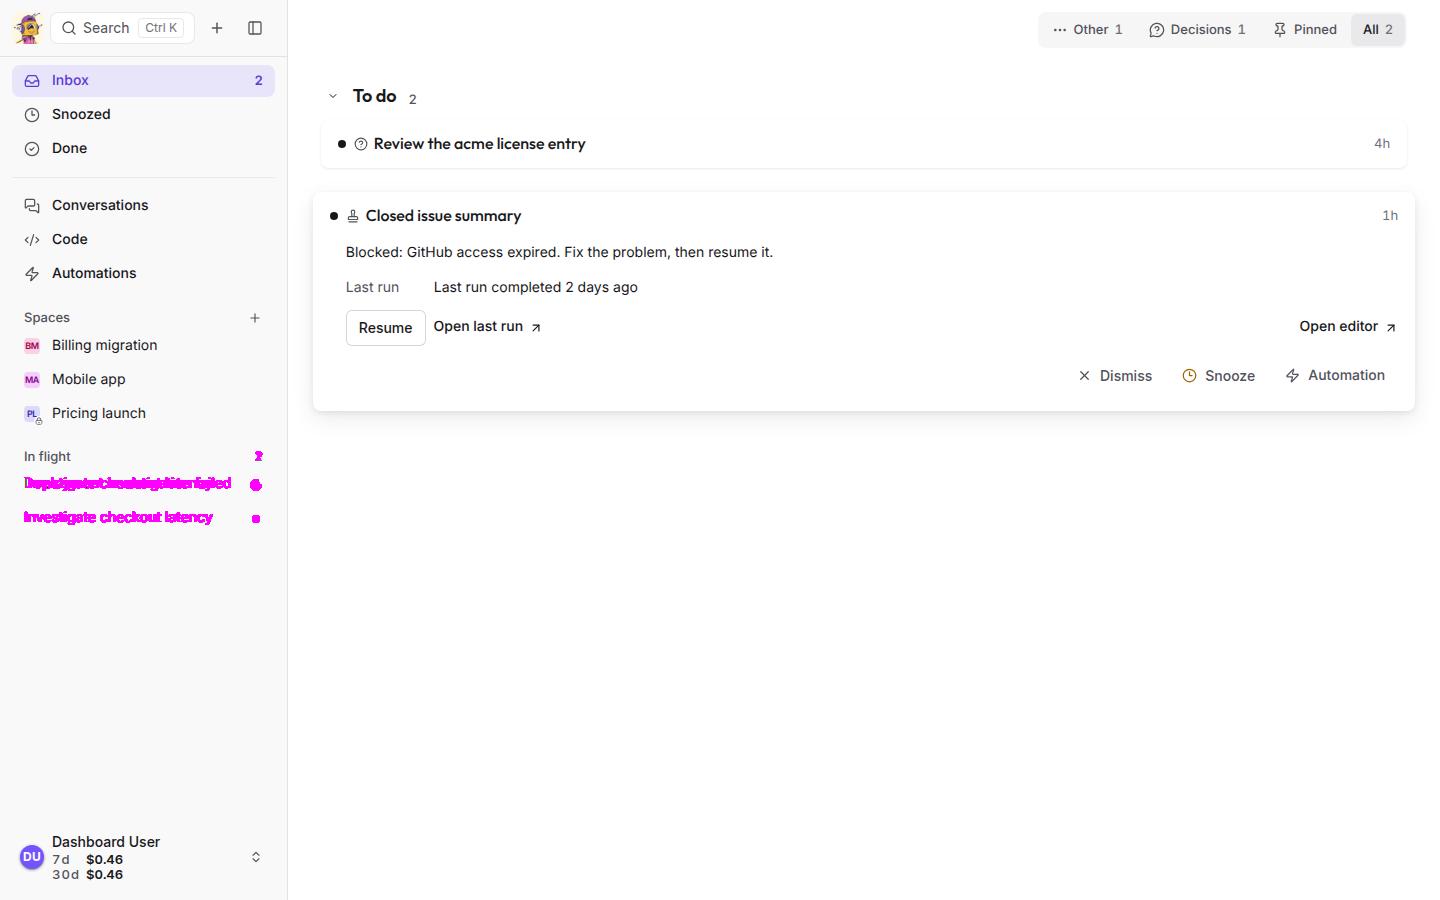 Search Ctrl K
Other 1
Decisions 1
Pinned
All 2
Inbox 2
Snoozed
Done
Conversations
Code
Automations
Spaces
BM Billing migration
MA Mobile app
PL Pricing launch
In flight
Investigate checkout latency
DU Dashboard User
7d $0.46
30d $0.46
To do 2
Review the acme license entry 4h
Closed issue summary 1h
Blocked: GitHub access expired. Fix the problem, then resume it.
Last run Last run completed 2 days ago
Resume Open last run Open editor
Dismiss Snooze Automation